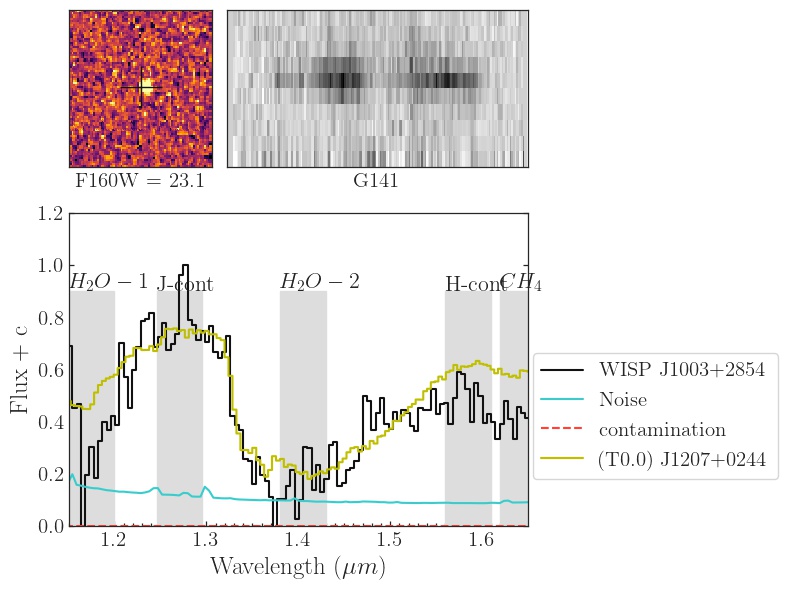 F160W = 23.1
G141
1.2
1.0
0.8
0.6
0.4
0.2
0.0
Flux + c
H₂O − 1
J-cont
H₂O − 2
H-cont
CH₄
1.2
1.3
1.4
1.5
1.6
Wavelength (μm)
WISP J1003+2854
Noise
contamination
(T0.0) J1207+0244